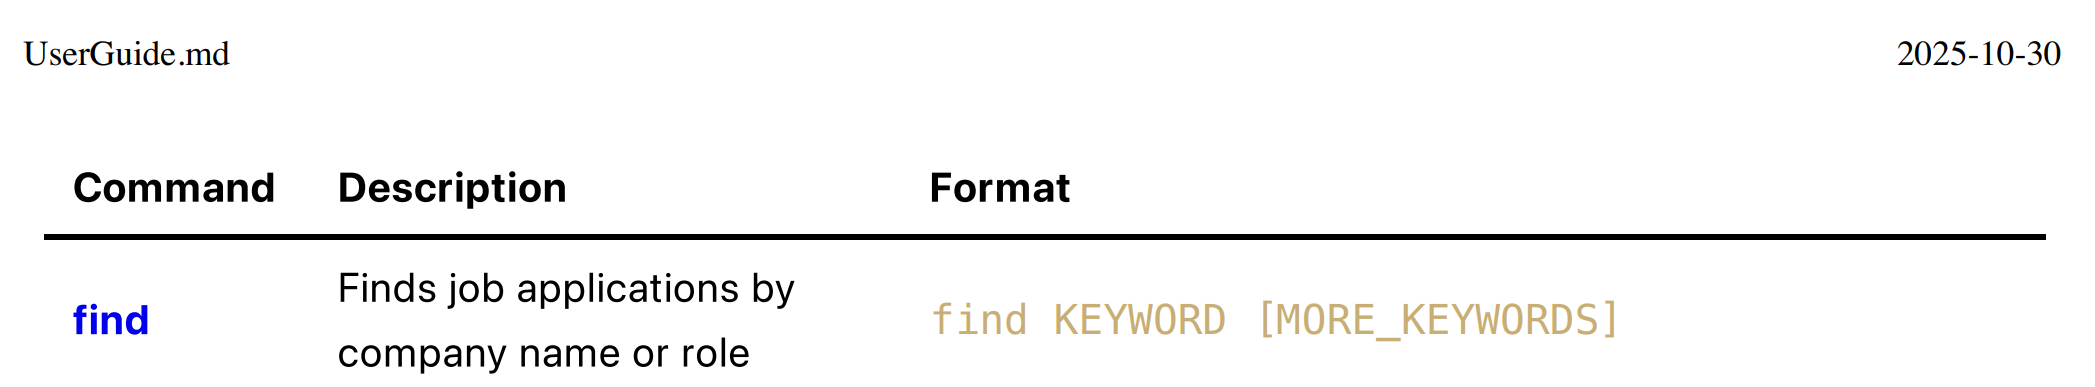 UserGuide.md 2025-10-30
Command Description Format
find Finds job applications by company name or role find KEYWORD [MORE_KEYWORDS]